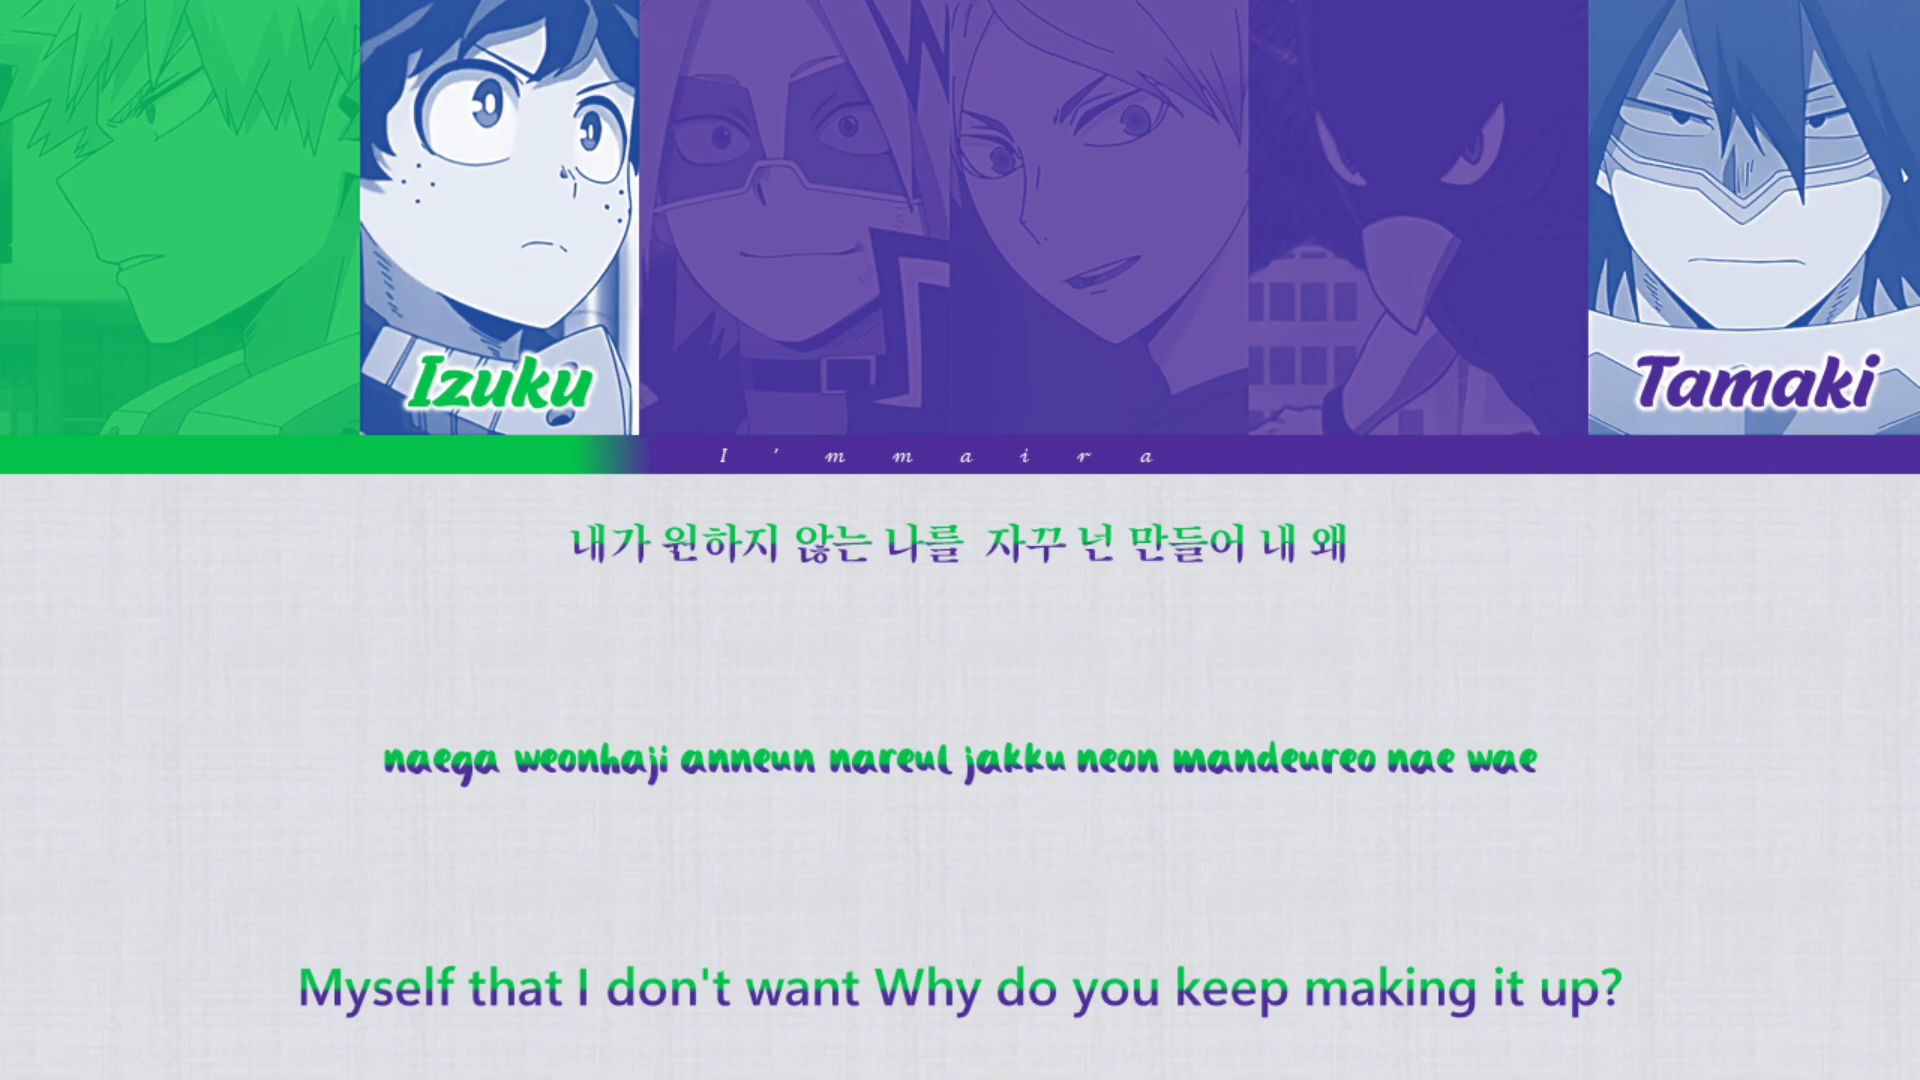 Izuku
Tamaki
I'mmaira
내가 원하지 않는 나를 자꾸 넌 만들어 내 왜
naega weonhaji anneun nareul jakku neon mandeureo nae wae
Myself that I don't want Why do you keep making it up?